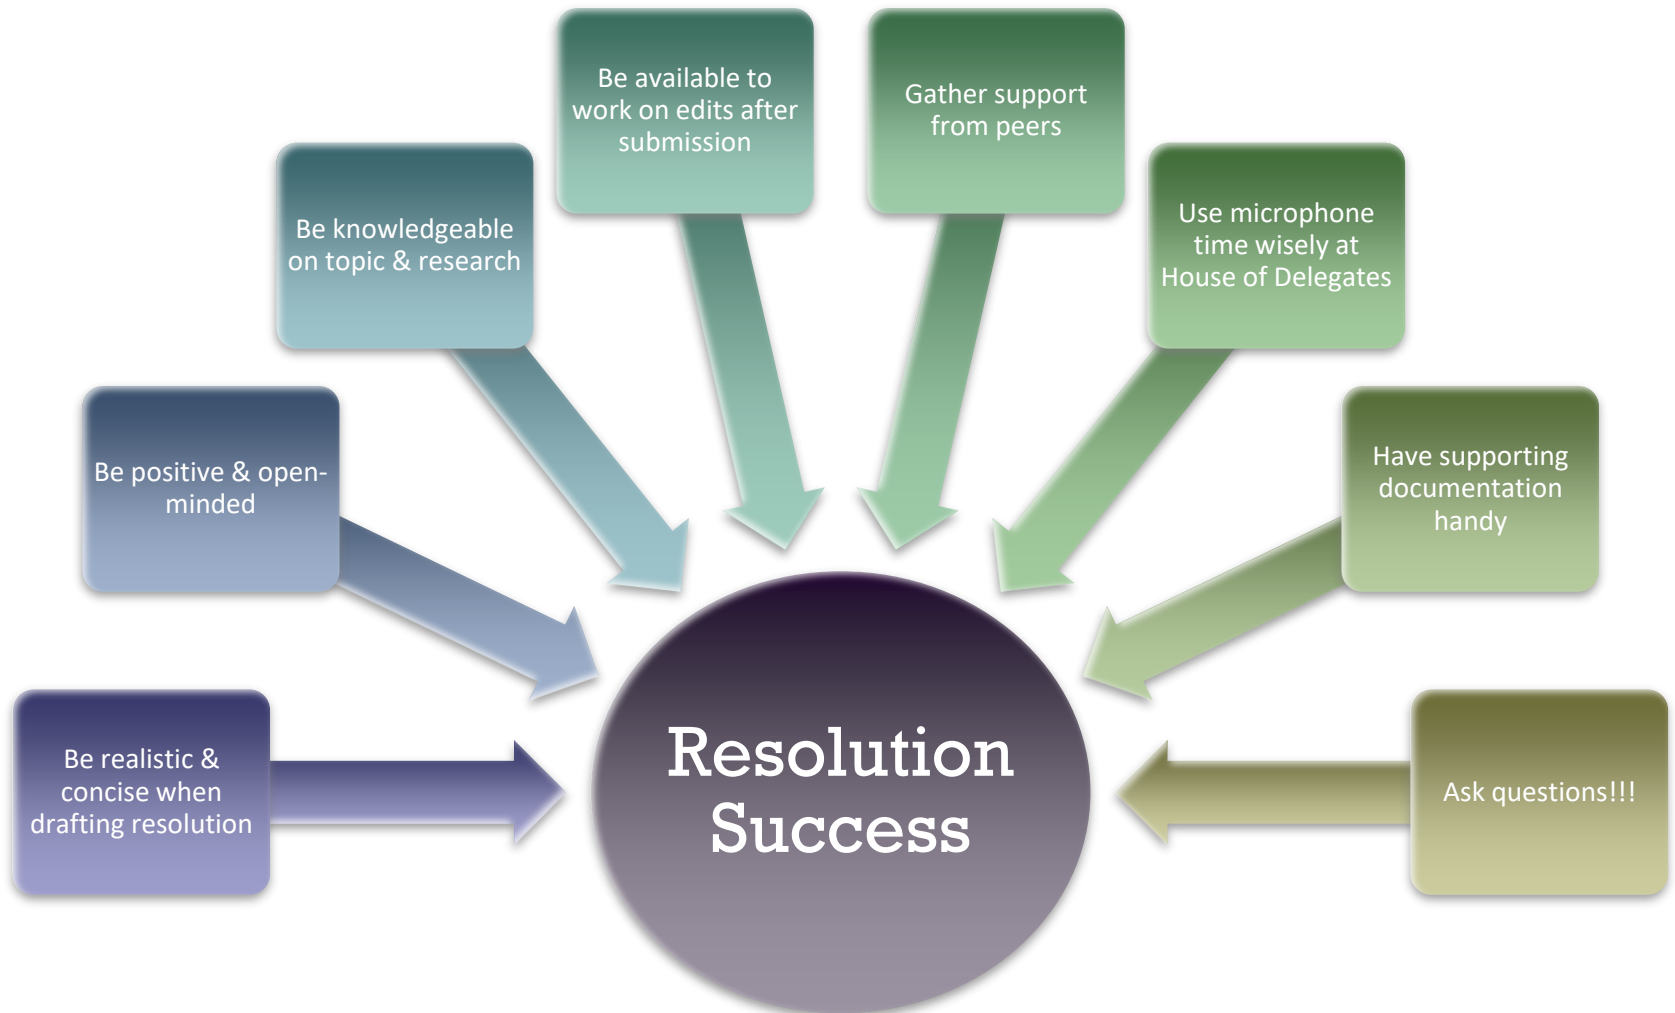 Be realistic &
concise when
drafting resolution
Be positive & open-
minded
Be knowledgeable
on topic & research
Be available to
work on edits after
submission
Gather support
from peers
Use microphone
time wisely at
House of Delegates
Have supporting
documentation
handy
Ask questions!!!
Resolution
Success